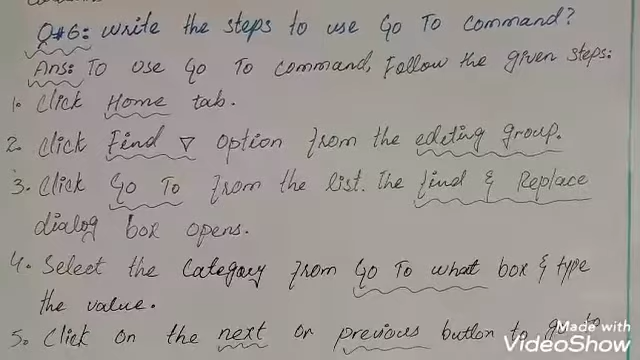 Q#6: Write the steps to use Go To Command?
Ans: To use Go To command, Follow the given steps:
1. Click Home tab.
2. Click Find ▽ option from the editing group.
3. Click Go To from the list. The find & Replace
dialog box opens.
4. Select the Category from Go To what box & type
the value.
5. Click on the next or previous button to go to
Made with
VideoShow